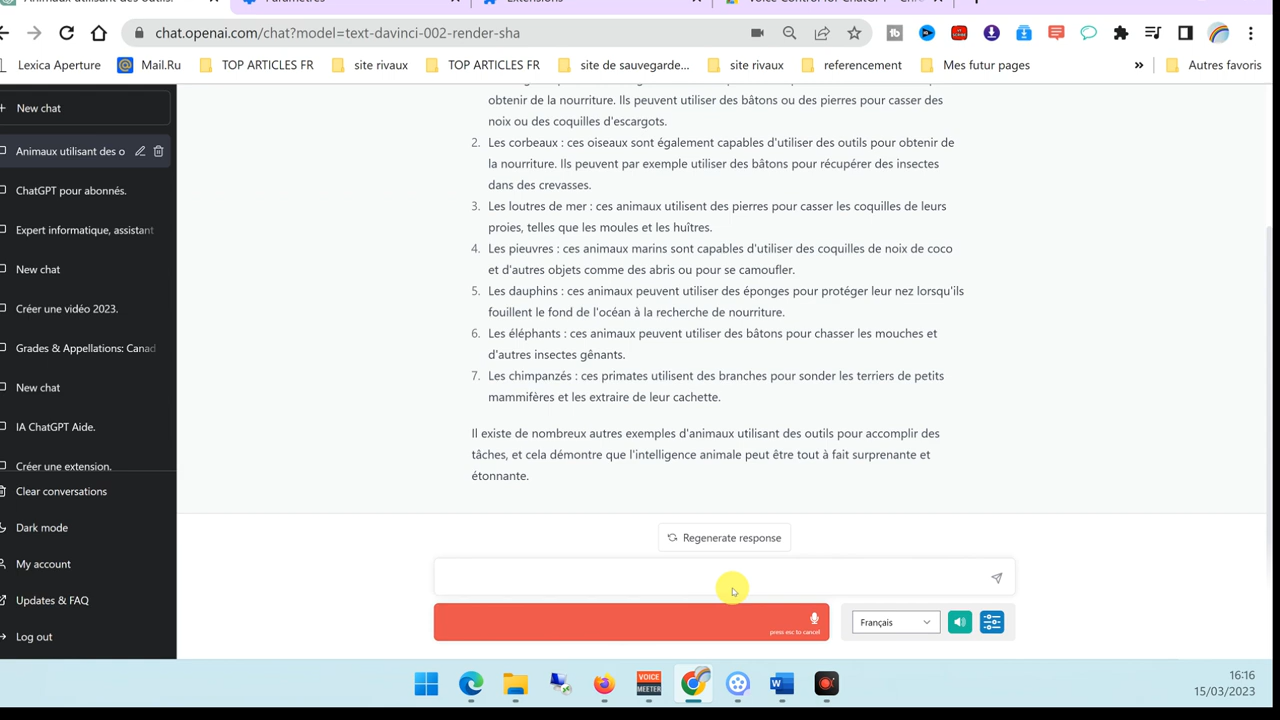 Animaux utilisant des outils.
Paramètres
Extensions
Voice Control for ChatGPT - Chro
chat.openai.com/chat?model=text-davinci-002-render-sha
Lexica Aperture
Mail.Ru
TOP ARTICLES FR
site rivaux
TOP ARTICLES FR
site de sauvegarde...
site rivaux
referencement
Mes futur pages
»
Autres favoris
New chat
Animaux utilisant des o
ChatGPT pour abonnés.
Expert informatique, assistant
New chat
Créer une vidéo 2023.
Grades & Appellations: Canad
New chat
IA ChatGPT Aide.
Créer une extension.
Clear conversations
Dark mode
My account
Updates & FAQ
Log out
obtenir de la nourriture. Ils peuvent utiliser des bâtons ou des pierres pour casser des
noix ou des coquilles d'escargots.
2. Les corbeaux : ces oiseaux sont également capables d'utiliser des outils pour obtenir de
la nourriture. Ils peuvent par exemple utiliser des bâtons pour récupérer des insectes
dans des crevasses.
3. Les loutres de mer : ces animaux utilisent des pierres pour casser les coquilles de leurs
proies, telles que les moules et les huîtres.
4. Les pieuvres : ces animaux marins sont capables d'utiliser des coquilles de noix de coco
et d'autres objets comme des abris ou pour se camoufler.
5. Les dauphins : ces animaux peuvent utiliser des éponges pour protéger leur nez lorsqu'ils
fouillent le fond de l'océan à la recherche de nourriture.
6. Les éléphants : ces animaux peuvent utiliser des bâtons pour chasser les mouches et
d'autres insectes gênants.
7. Les chimpanzés : ces primates utilisent des branches pour sonder les terriers de petits
mammifères et les extraire de leur cachette.
Il existe de nombreux autres exemples d'animaux utilisant des outils pour accomplir des
tâches, et cela démontre que l'intelligence animale peut être tout à fait surprenante et
étonnante.
Regenerate response
press esc to cancel
Français
VOICE
MEETER
16:16
15/03/2023